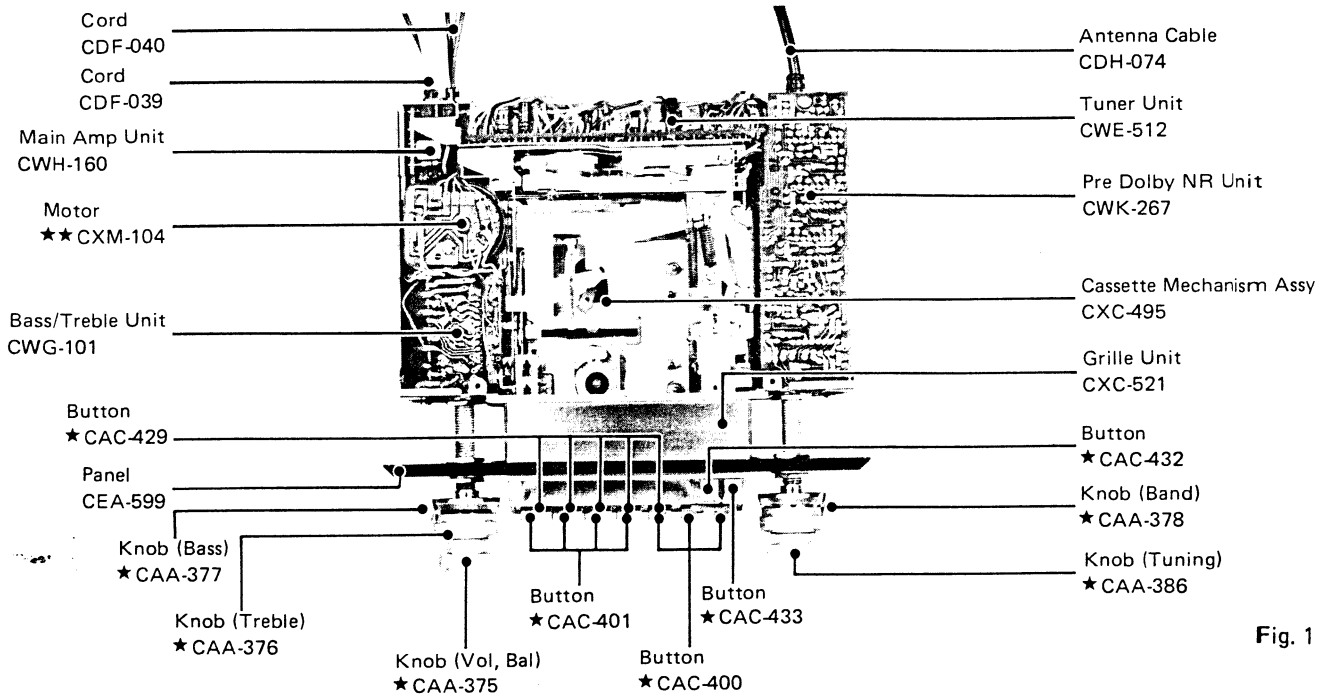 Cord
CDF-040
Cord
CDF-039
Main Amp Unit
CWH-160
Motor
★★ CXM-104
Bass/Treble Unit
CWG-101
Button
★ CAC-429
Panel
CEA-599
Knob (Bass)
★ CAA-377
Knob (Treble)
★ CAA-376
Knob (Vol, Bal)
★ CAA-375
Button
★ CAC-401
Button
★ CAC-400
Button
★ CAC-433
Antenna Cable
CDH-074
Tuner Unit
CWE-512
Pre Dolby NR Unit
CWK-267
Cassette Mechanism Assy
CXC-495
Grille Unit
CXC-521
Button
★ CAC-432
Knob (Band)
★ CAA-378
Knob (Tuning)
★ CAA-386
Fig. 1